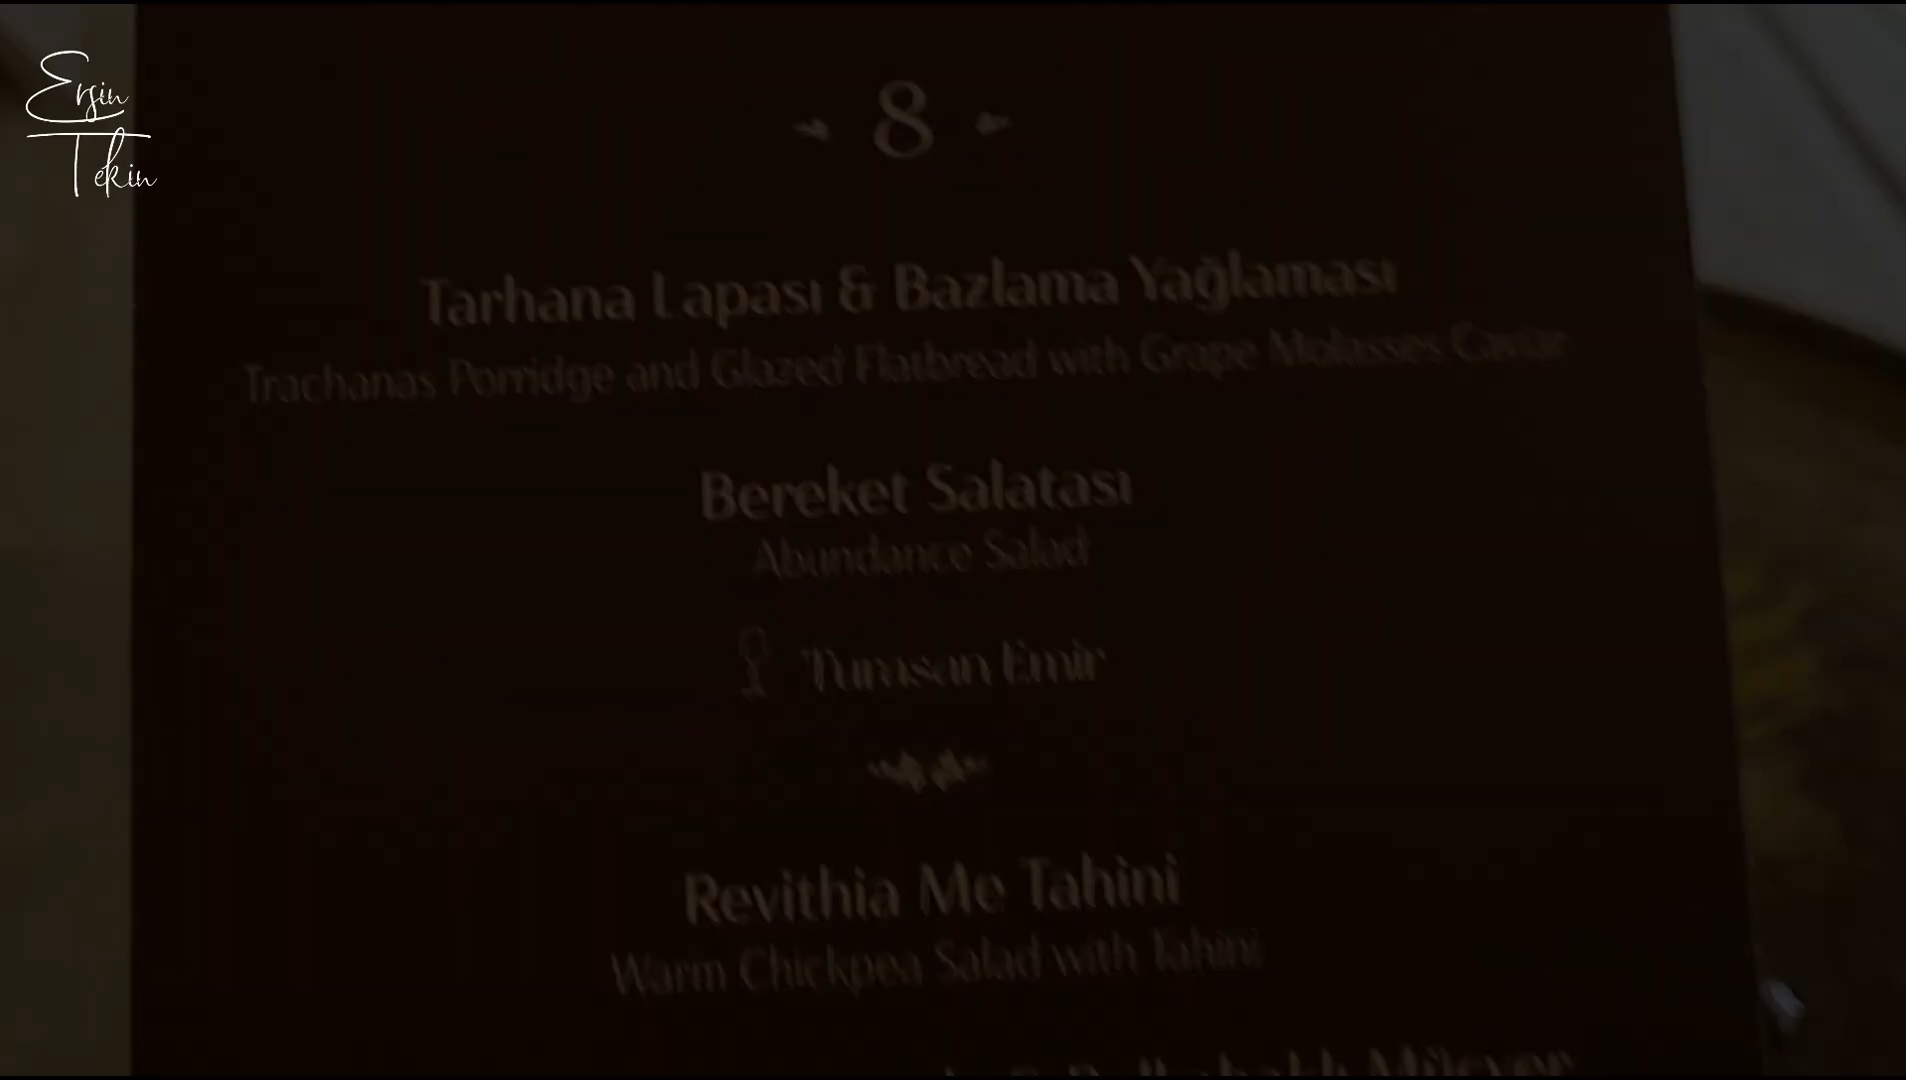 Ersin
Tekin
8
Tarhana Lapası & Bazlama Yağlaması
Trachanas Porridge and Glazed Flatbread with Grape Molasses Caviar
Bereket Salatası
Abundance Salad
Turasan Emir
Revithia Me Tahini
Warm Chickpea Salad with Tahini